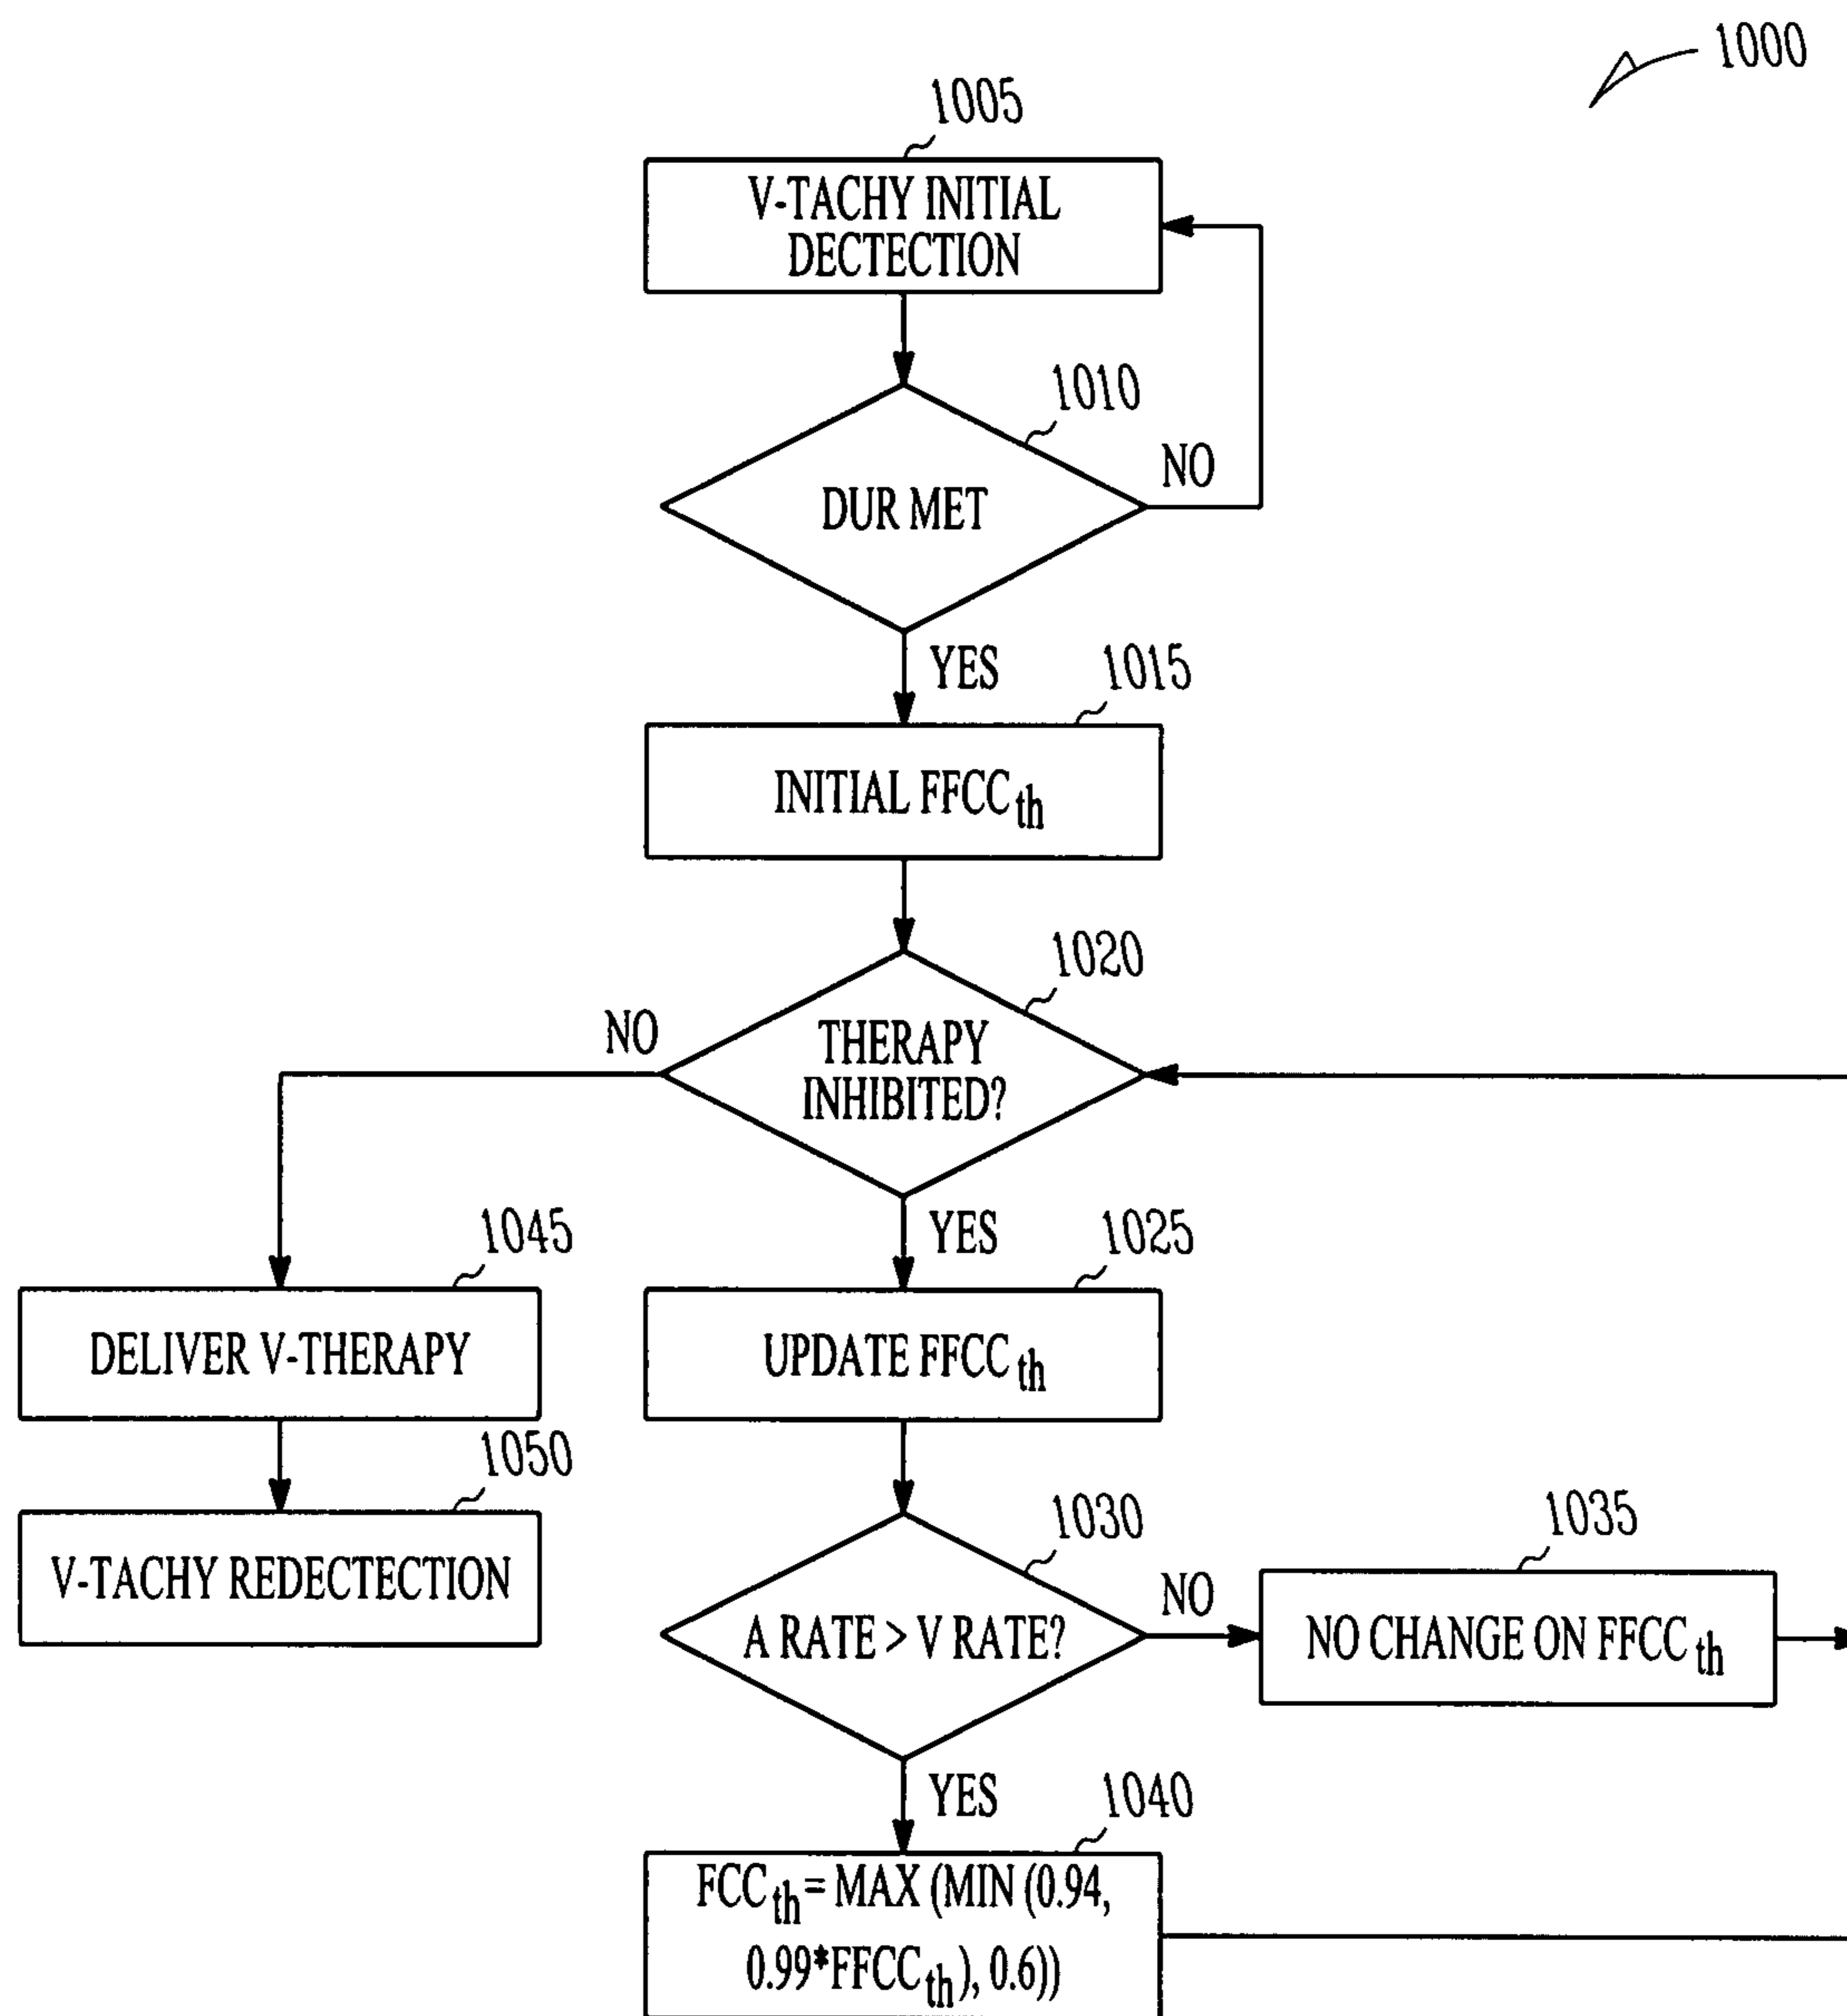 1000
1005
V-TACHY INITIAL
DECTECTION
1010
DUR MET
NO
YES
1015
INITIAL FFCC th
1020
THERAPY
INHIBITED?
NO
YES
1045
DELIVER V-THERAPY
1025
UPDATE FFCC th
1050
V-TACHY REDECTECTION
1030
A RATE > V RATE?
NO
1035
NO CHANGE ON FFCC th
YES
1040
FCC th = MAX (MIN (0.94,
0.99*FFCC th), 0.6))